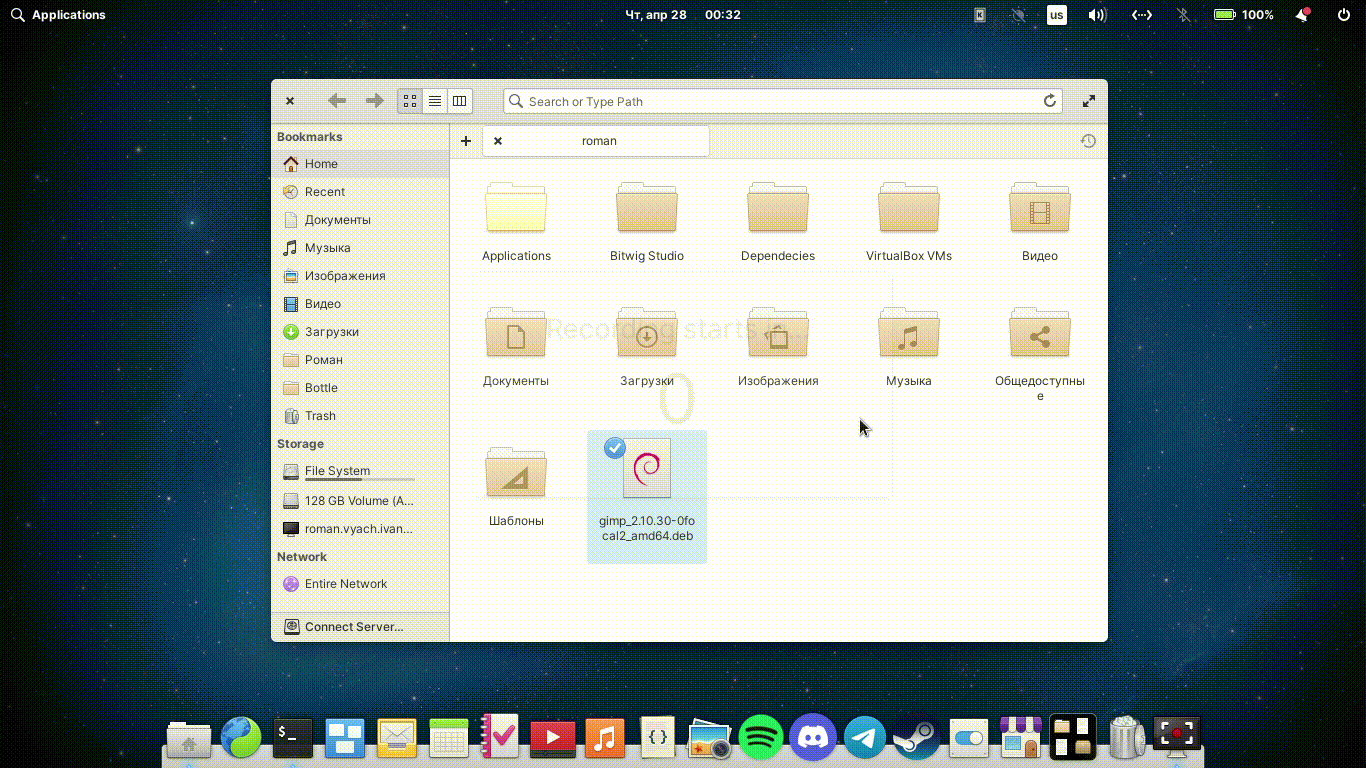 Applications
Чт, апр 28 00:32
us
100%
Search or Type Path
Bookmarks
roman
Home
Recent
Документы
Музыка
Изображения
Видео
Загрузки
Роман
Bottle
Trash
Storage
File System
128 GB Volume (A...
roman.vyach.ivan...
Network
Entire Network
Connect Server...
Applications
Bitwig Studio
Dependecies
VirtualBox VMs
Видео
Recording starts
0
Документы
Загрузки
Изображения
Музыка
Общедоступны
е
Шаблоны
gimp_2.10.30-0fo
cal2_amd64.deb
$_
{}